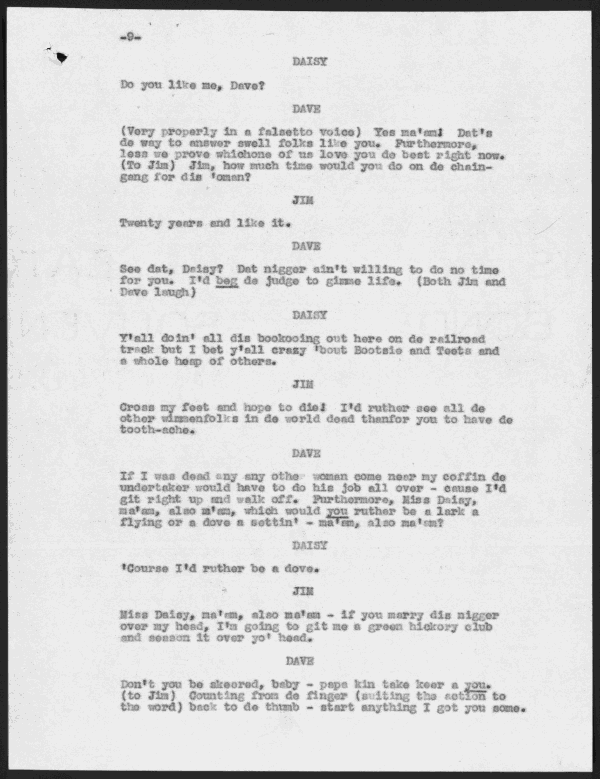 -9-
DAISY
Do you like me, Dave?
DAVE
(Very properly in a falsetto voice) Yes ma'am! Dat's
de way to answer swell folks like you. Furthermore,
less we prove whichone of us love you de best right now.
(To Jim) Jim, how much time would you do on de chain-
gang for dis 'oman?
JIM
Twenty years and like it.
DAVE
See dat, Daisy? Dat nigger ain't willing to do no time
for you. I'd beg de judge to gimme life. (Both Jim and
Dave laugh)
DAISY
Y'all doin' all dis bookooing out here on de railroad
track but I bet y'all crazy 'bout Bootsie and Teets and
a whole heap of others.
JIM
Cross my feet and hope to die! I'd ruther see all de
other wimmenfolks in de world dead thanfor you to have de
tooth-ache.
DAVE
If I was dead any any other woman come near my coffin de
undertaker would have to do his job all over - cause I'd
git right up and walk off. Furthermore, Miss Daisy,
ma'am, also m'am, which would you ruther be a lark a
flying or a dove a settin' - ma'am, also ma'am?
DAISY
'Course I'd ruther be a dove.
JIM
Miss Daisy, ma'am, also ma'am - if you marry dis nigger
over my head, I'm going to git me a green hickory club
and season it over yo' head.
DAVE
Don't you be skeered, baby - papa kin take keer a you.
(to Jim) Counting from de finger (suiting the action to
the word) back to de thumb - start anything I got you some.